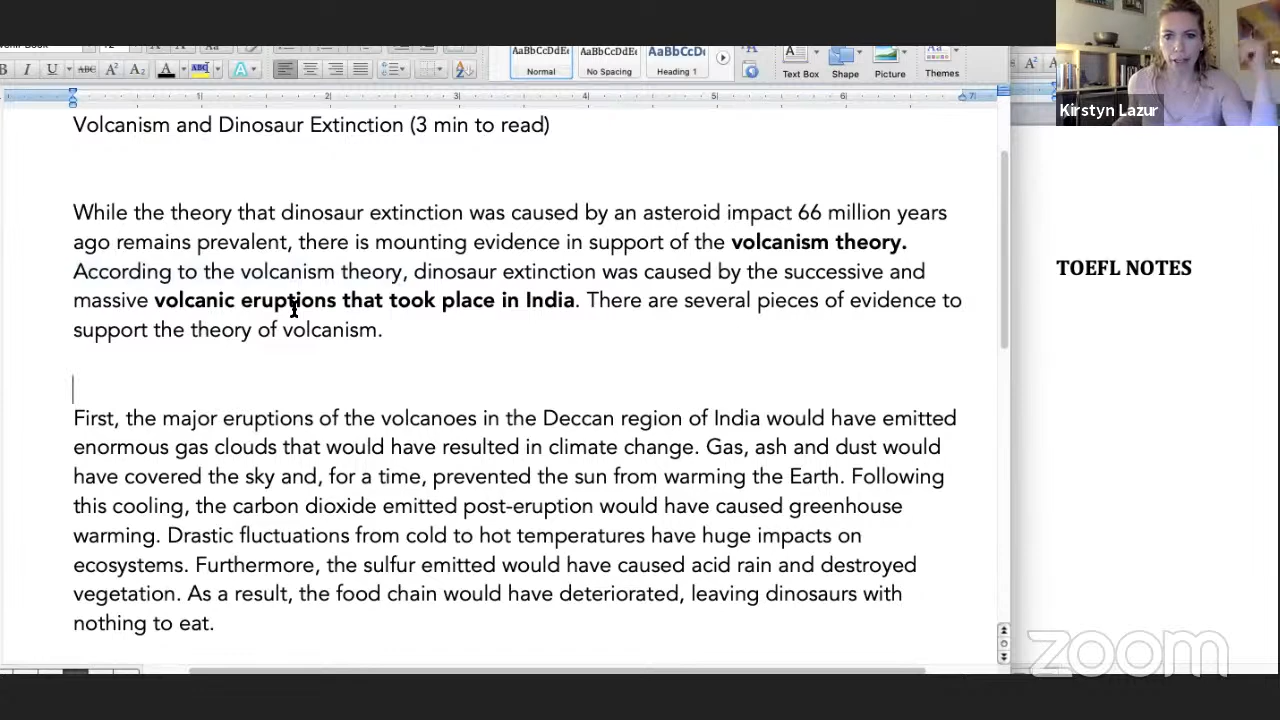 AaBbCcDdEe AaBbCcDdEe AaBbCcDdEe
Normal No Spacing Heading 1 Text Box Shape Picture Themes
Kirstyn Lazur
Volcanism and Dinosaur Extinction (3 min to read)
While the theory that dinosaur extinction was caused by an asteroid impact 66 million years
ago remains prevalent, there is mounting evidence in support of the volcanism theory.
According to the volcanism theory, dinosaur extinction was caused by the successive and
massive volcanic eruptions that took place in India. There are several pieces of evidence to
support the theory of volcanism.
First, the major eruptions of the volcanoes in the Deccan region of India would have emitted
enormous gas clouds that would have resulted in climate change. Gas, ash and dust would
have covered the sky and, for a time, prevented the sun from warming the Earth. Following
this cooling, the carbon dioxide emitted post-eruption would have caused greenhouse
warming. Drastic fluctuations from cold to hot temperatures have huge impacts on
ecosystems. Furthermore, the sulfur emitted would have caused acid rain and destroyed
vegetation. As a result, the food chain would have deteriorated, leaving dinosaurs with
nothing to eat.
TOEFL NOTES
zoom